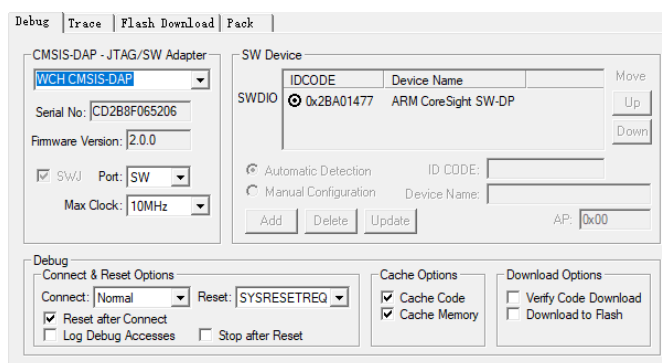 Debug Trace Flash Download Pack
CMSIS-DAP - JTAG/SW Adapter
WCH CMSIS-DAP
Serial No: CD2B8F065206
Firmware Version: 2.0.0
SWJ Port: SW
Max Clock: 10MHz
SW Device
IDCODE Device Name Move
SWDIO 0x2BA01477 ARM CoreSight SW-DP Up
Down
Automatic Detection ID CODE:
Manual Configuration Device Name:
Add Delete Update AP: 0x00
Debug
Connect & Reset Options
Connect: Normal Reset: SYSRESETREQ
Reset after Connect
Log Debug Accesses Stop after Reset
Cache Options
Cache Code
Cache Memory
Download Options
Verify Code Download
Download to Flash